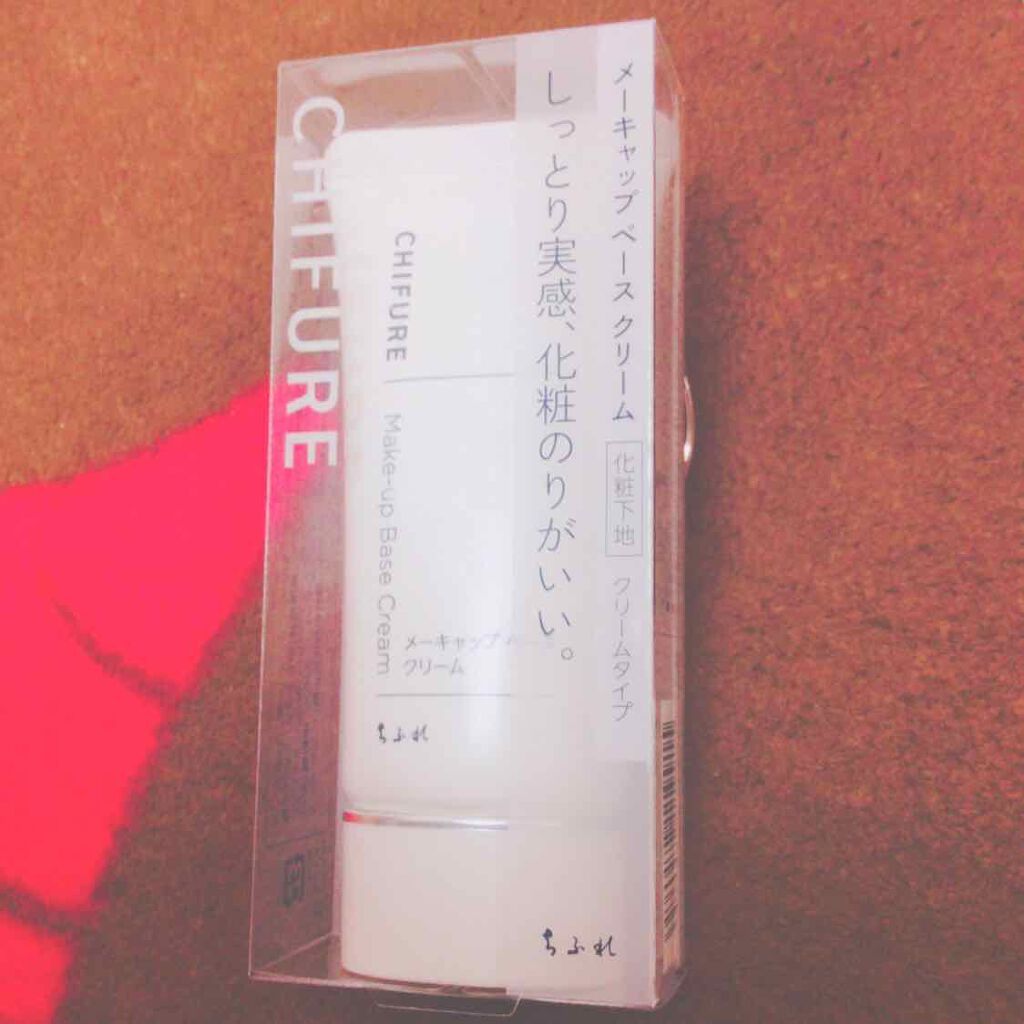 メーキャップ ベース クリーム
化粧下地
クリームタイプ
しっとり実感、化粧のりがいい。
CHIFURE
CHIFURE
Make-up Base Cream
メーキャップ
クリーム
ちふれ
ちふれ